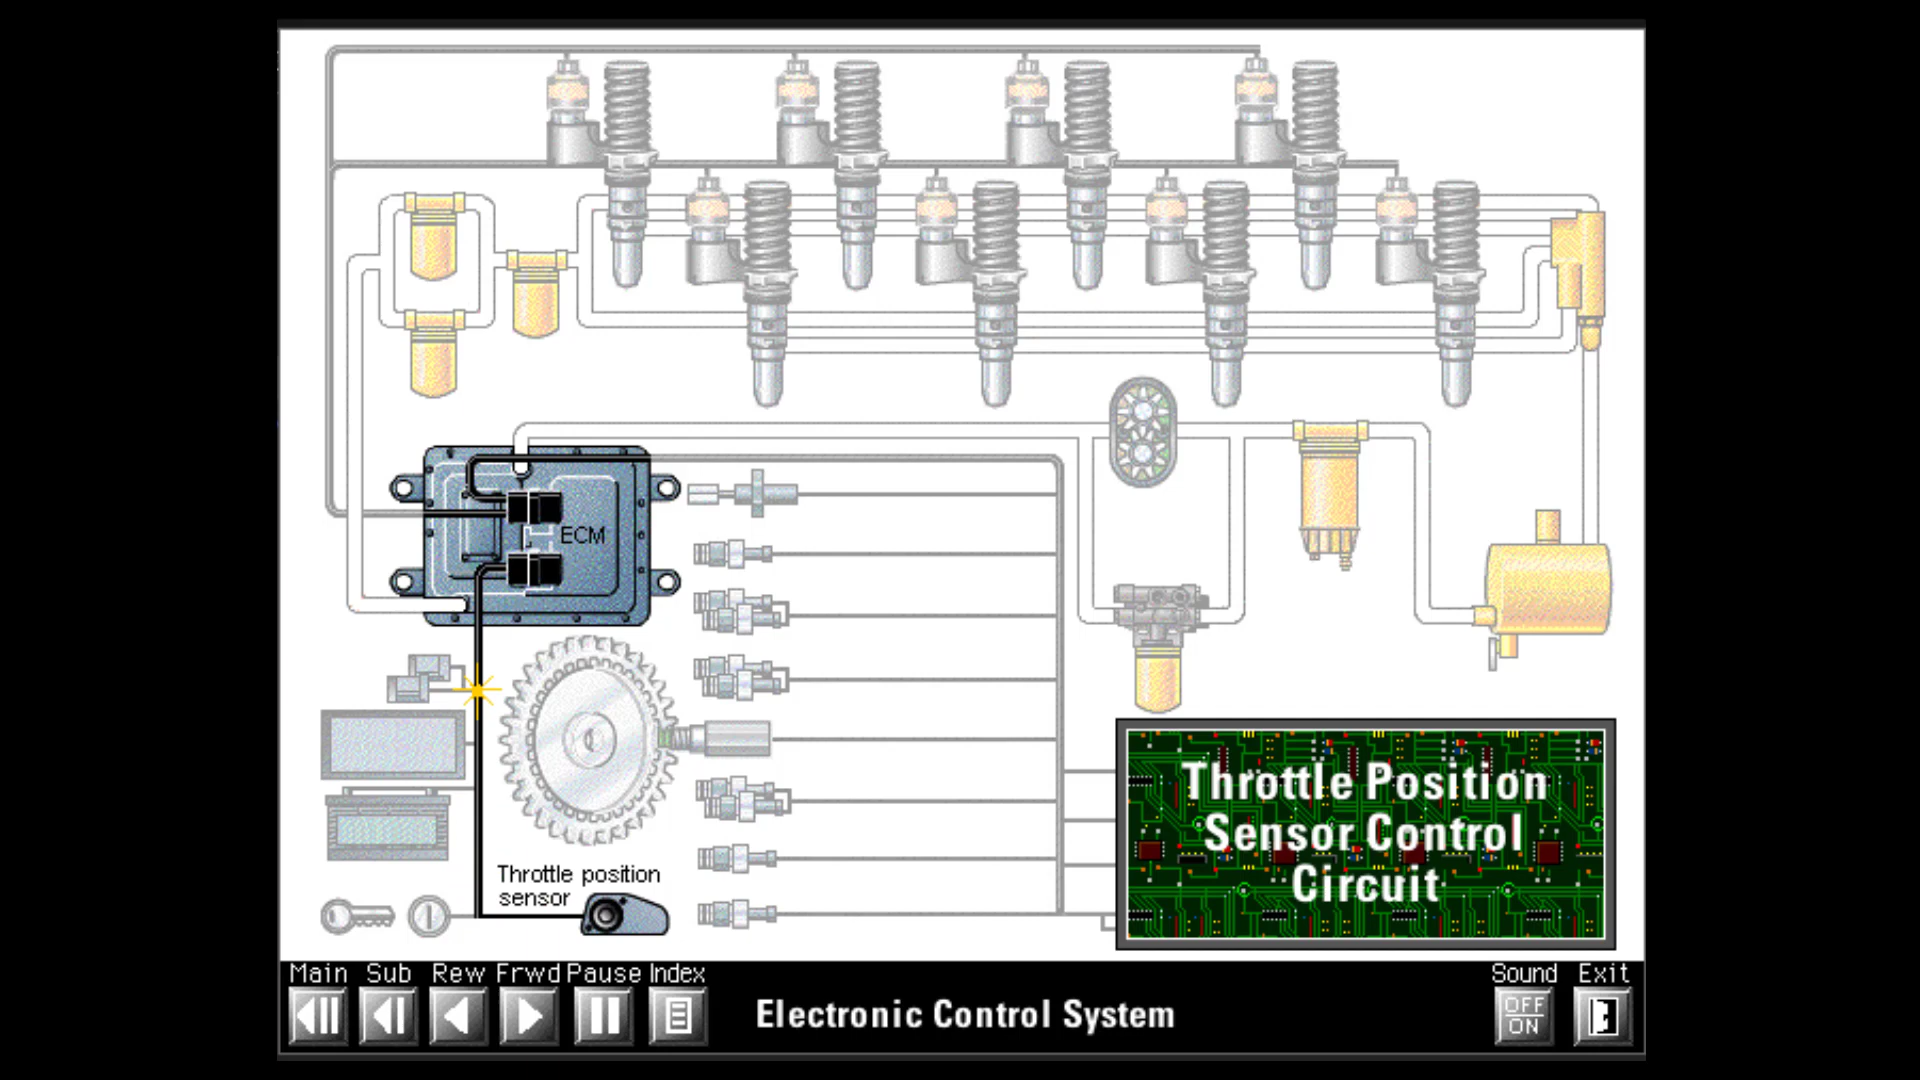 ECM
Throttle Position
Sensor Control
Circuit
Throttle position
sensor
Main Sub Rew Frwd Pause Index
Sound Exit
Electronic Control System
OFF
ON